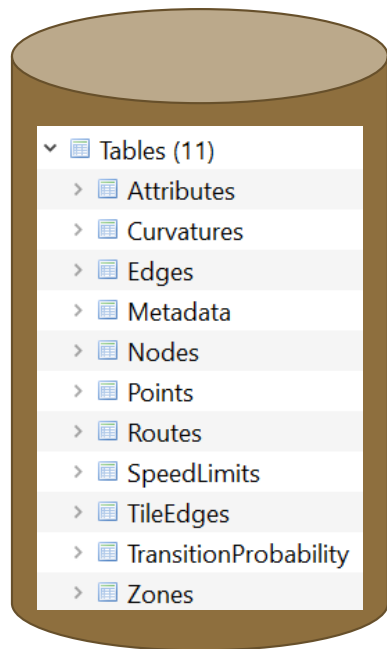 Tables (11)
Attributes
Curvatures
Edges
Metadata
Nodes
Points
Routes
SpeedLimits
TileEdges
TransitionProbability
Zones